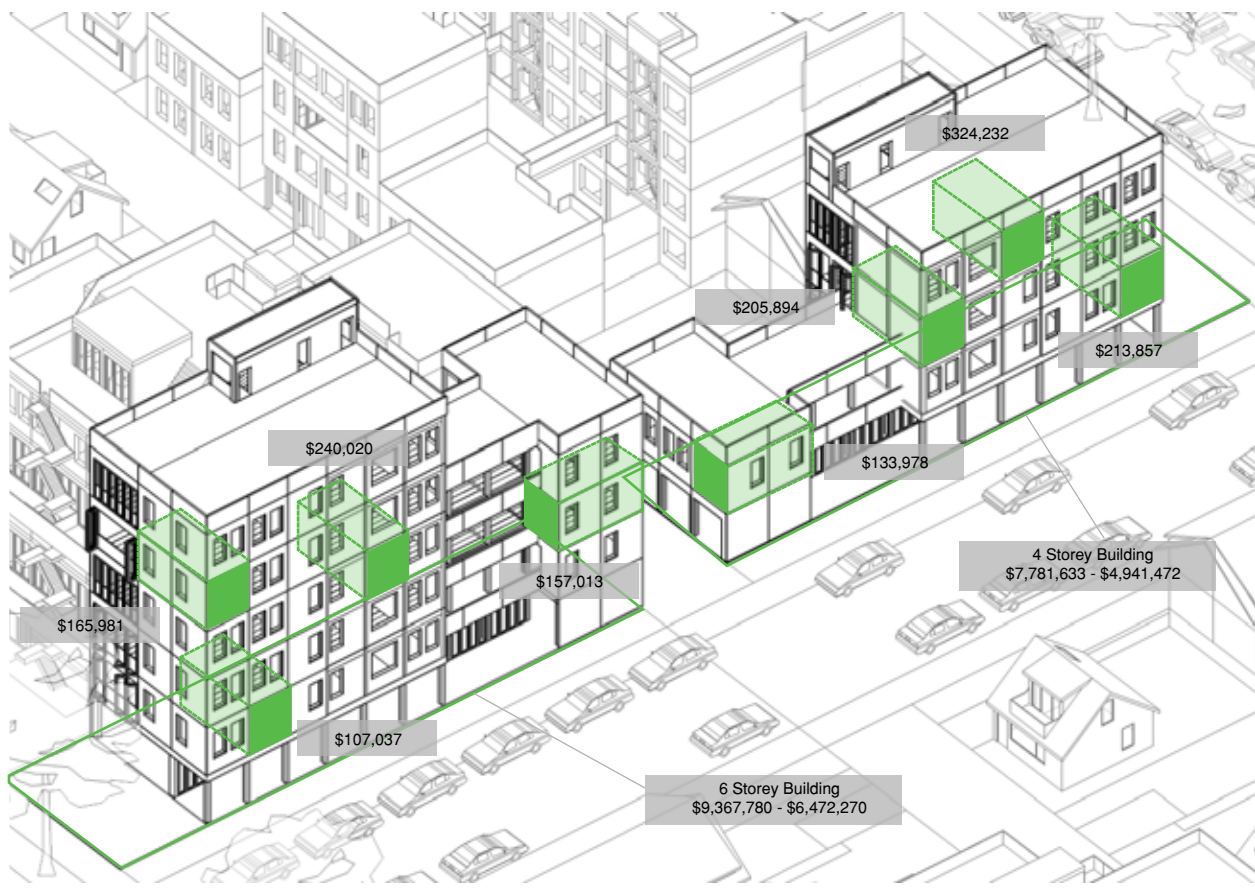 $324,232
$205,894
$213,857
$240,020
$133,978
4 Storey Building
$7,781,633 - $4,941,472
$157,013
$165,981
$107,037
6 Storey Building
$9,367,780 - $6,472,270